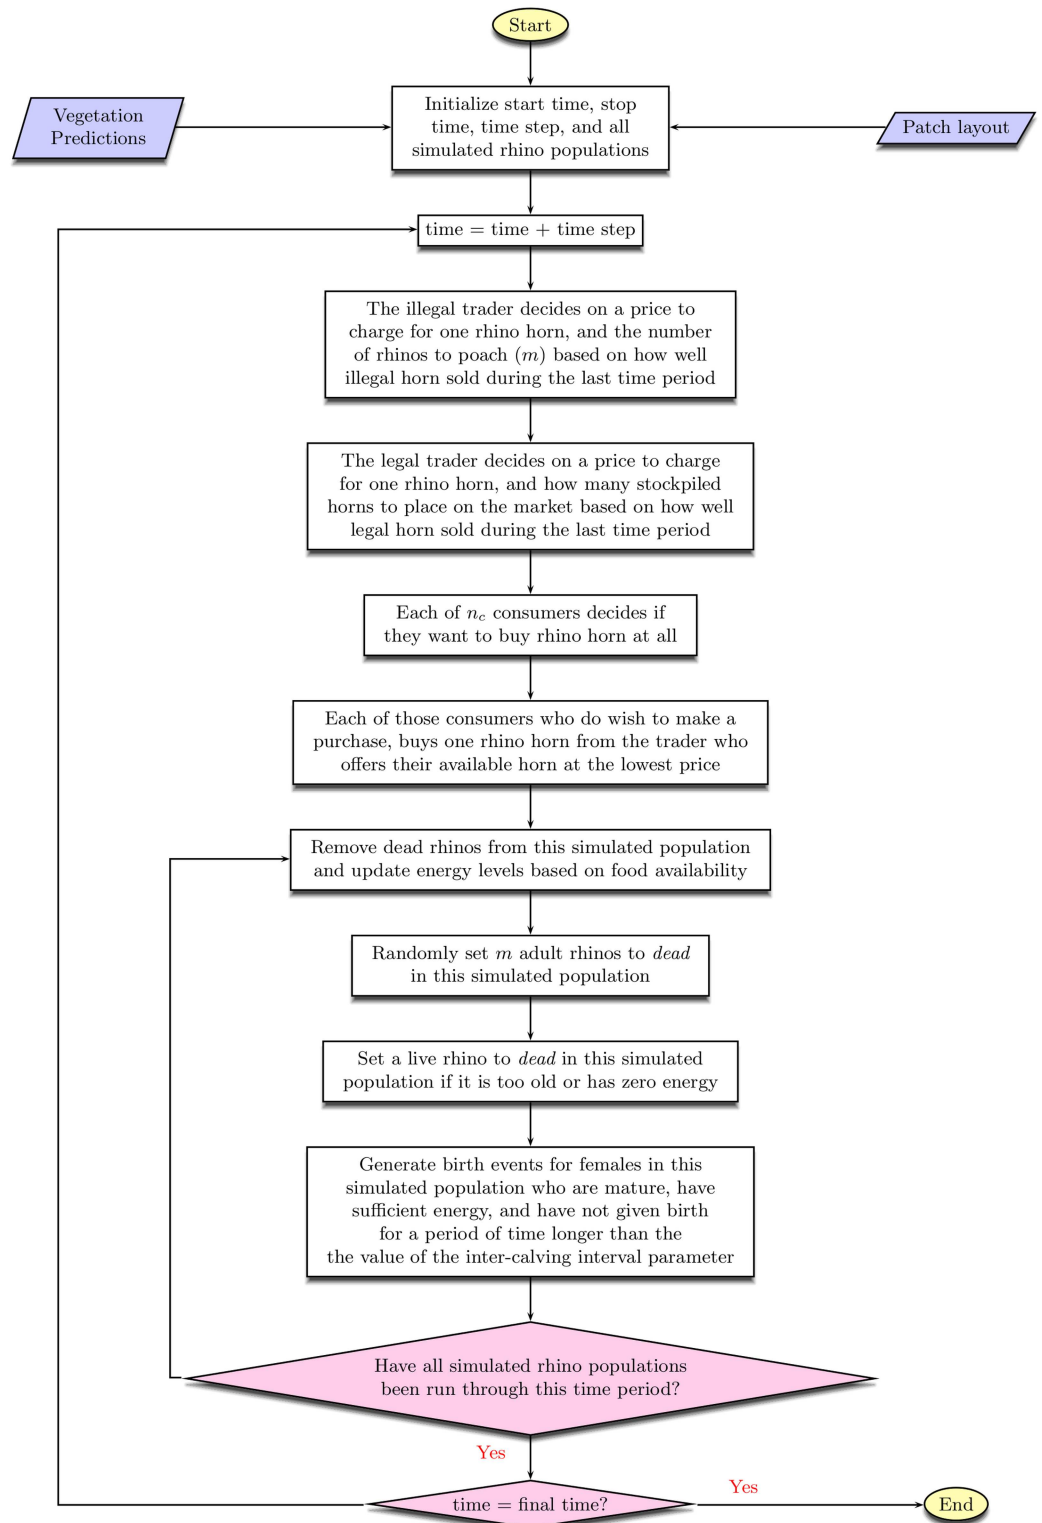 Start
Vegetation
Predictions
Initialize start time, stop
time, time step, and all
simulated rhino populations
Patch layout
time = time + time step
The illegal trader decides on a price to
charge for one rhino horn, and the number
of rhinos to poach (m) based on how well
illegal horn sold during the last time period
The legal trader decides on a price to charge
for one rhino horn, and how many stockpiled
horns to place on the market based on how well
legal horn sold during the last time period
Each of n_c consumers decides if
they want to buy rhino horn at all
Each of those consumers who do wish to make a
purchase, buys one rhino horn from the trader who
offers their available horn at the lowest price
Remove dead rhinos from this simulated population
and update energy levels based on food availability
Randomly set m adult rhinos to dead
in this simulated population
Set a live rhino to dead in this simulated
population if it is too old or has zero energy
Generate birth events for females in this
simulated population who are mature, have
sufficient energy, and have not given birth
for a period of time longer than the
the value of the inter-calving interval parameter
Have all simulated rhino populations
been run through this time period?
Yes
time = final time?
Yes
End